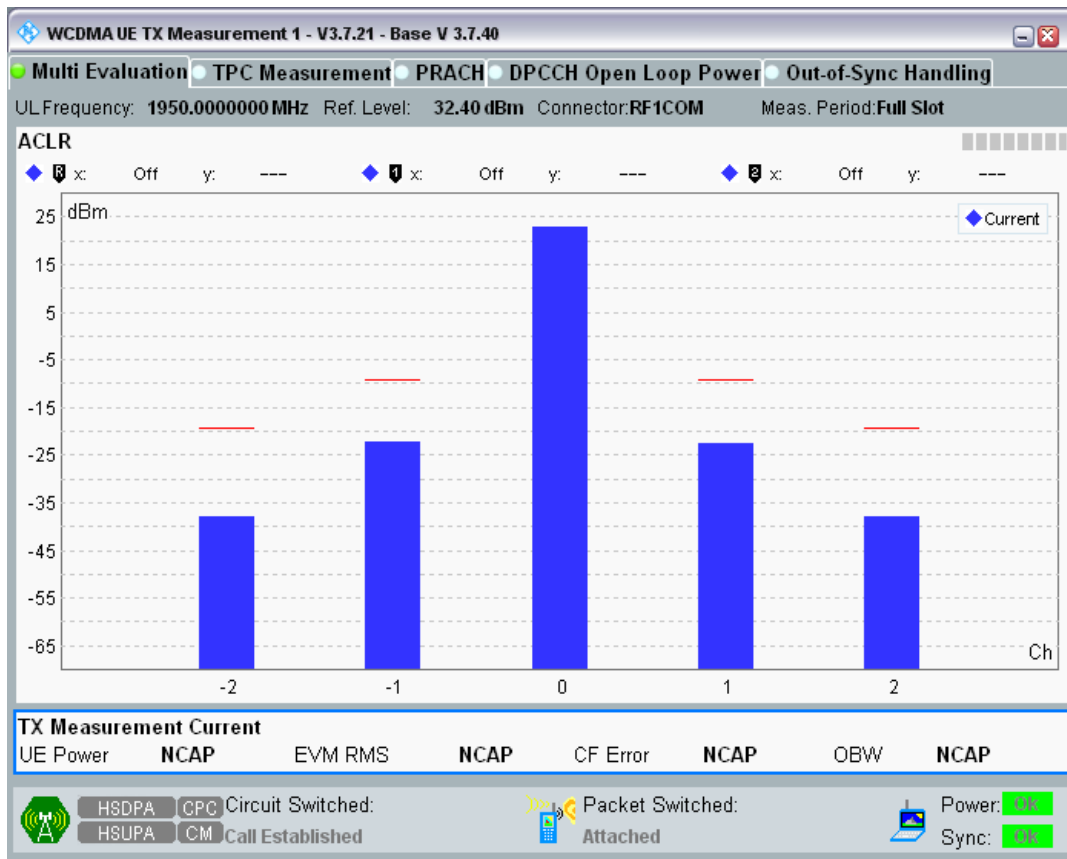 WCDMA UE TX Measurement 1 - V3.7.21 - Base V 3.7.40
Multi Evaluation TPC Measurement PRACH DPCCH Open Loop Power Out-of-Sync Handling
UL Frequency: 1950.0000000 MHz Ref. Level: 32.40 dBm Connector:RF1COM Meas. Period:Full Slot
ACLR
R x: Off y: --- 1 x: Off y: --- 2 x: Off y: ---
dBm
Current
25
15
5
-5
-15
-25
-35
-45
-55
-65
Ch
-2 -1 0 1 2
TX Measurement Current
UE Power NCAP EVM RMS NCAP CF Error NCAP OBW NCAP
HSDPA CPC Circuit Switched: Packet Switched: Power: Ok
HSUPA CM Call Established Attached Sync: Ok